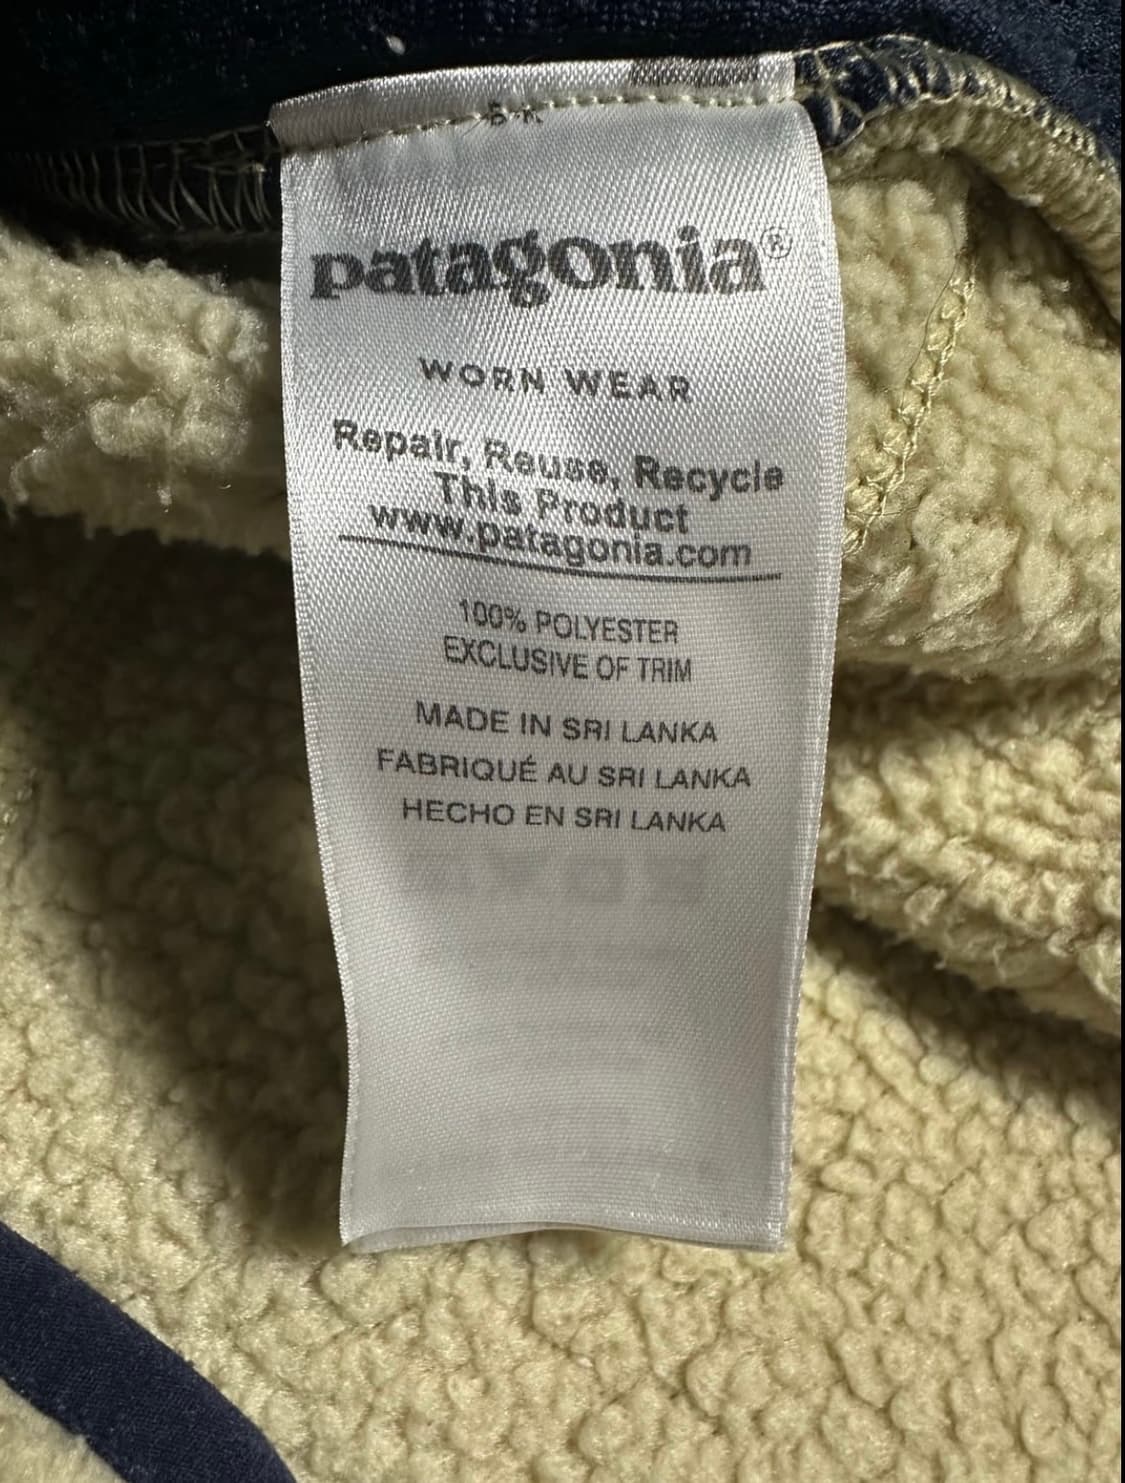 patagonia®
WORN WEAR
Repair, Reuse, Recycle
This Product
www.patagonia.com
100% POLYESTER
EXCLUSIVE OF TRIM
MADE IN SRI LANKA
FABRIQUÉ AU SRI LANKA
HECHO EN SRI LANKA